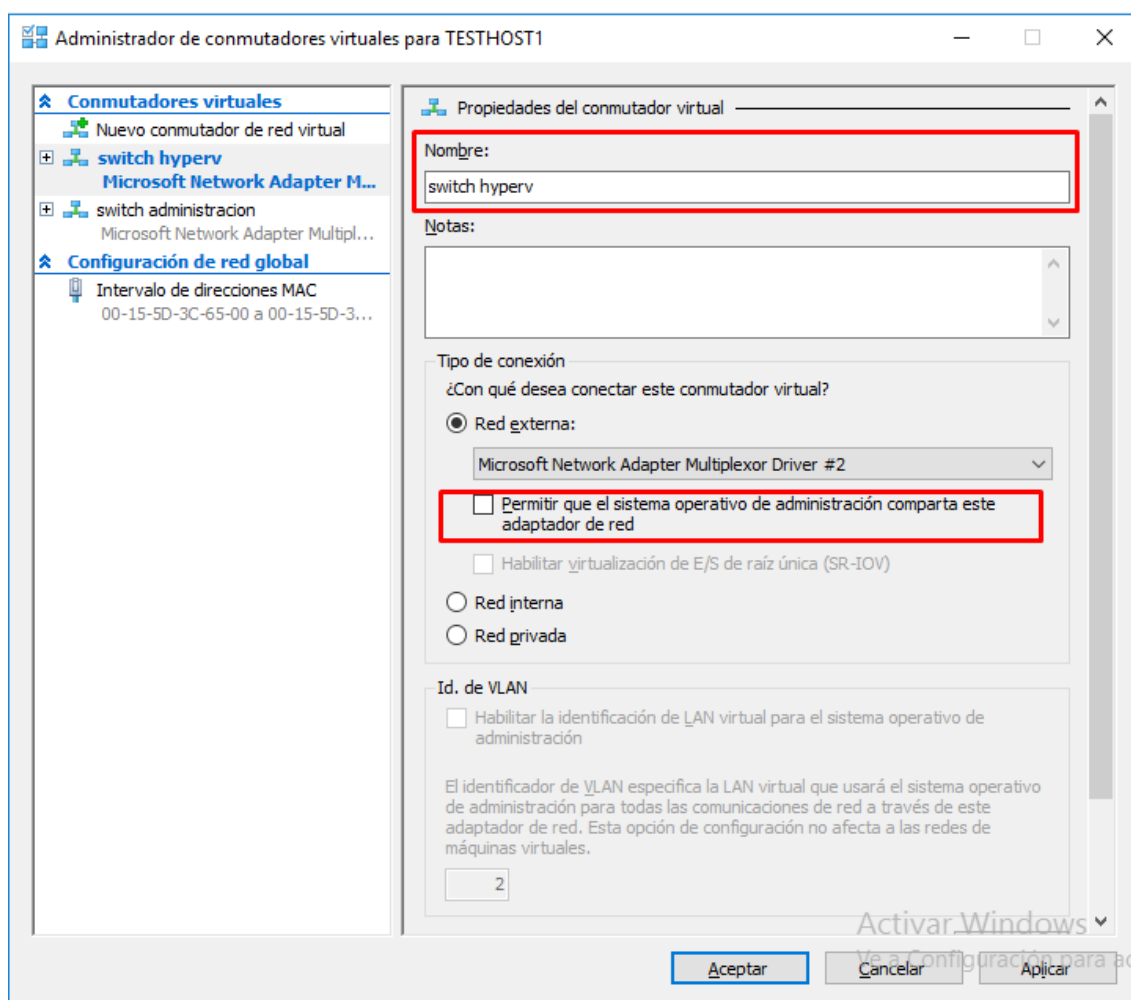 Administrador de conmutadores virtuales para TESTHOST1
Conmutadores virtuales
Nuevo conmutador de red virtual
switch hyperv
Microsoft Network Adapter M...
switch administracion
Microsoft Network Adapter Multipl...
Configuración de red global
Intervalo de direcciones MAC
00-15-5D-3C-65-00 a 00-15-5D-3...
Propiedades del conmutador virtual
Nombre:
switch hyperv
Notas:
Tipo de conexión
¿Con qué desea conectar este conmutador virtual?
Red externa:
Microsoft Network Adapter Multiplexor Driver #2
Permitir que el sistema operativo de administración comparta este
adaptador de red
Habilitar virtualización de E/S de raíz única (SR-IOV)
Red interna
Red privada
Id. de VLAN
Habilitar la identificación de LAN virtual para el sistema operativo de
administración
El identificador de VLAN especifica la LAN virtual que usará el sistema operativo
de administración para todas las comunicaciones de red a través de este
adaptador de red. Esta opción de configuración no afecta a las redes de
máquinas virtuales.
2
Activar Windows
Ve a Configuración para ac
Aceptar
Cancelar
Aplicar